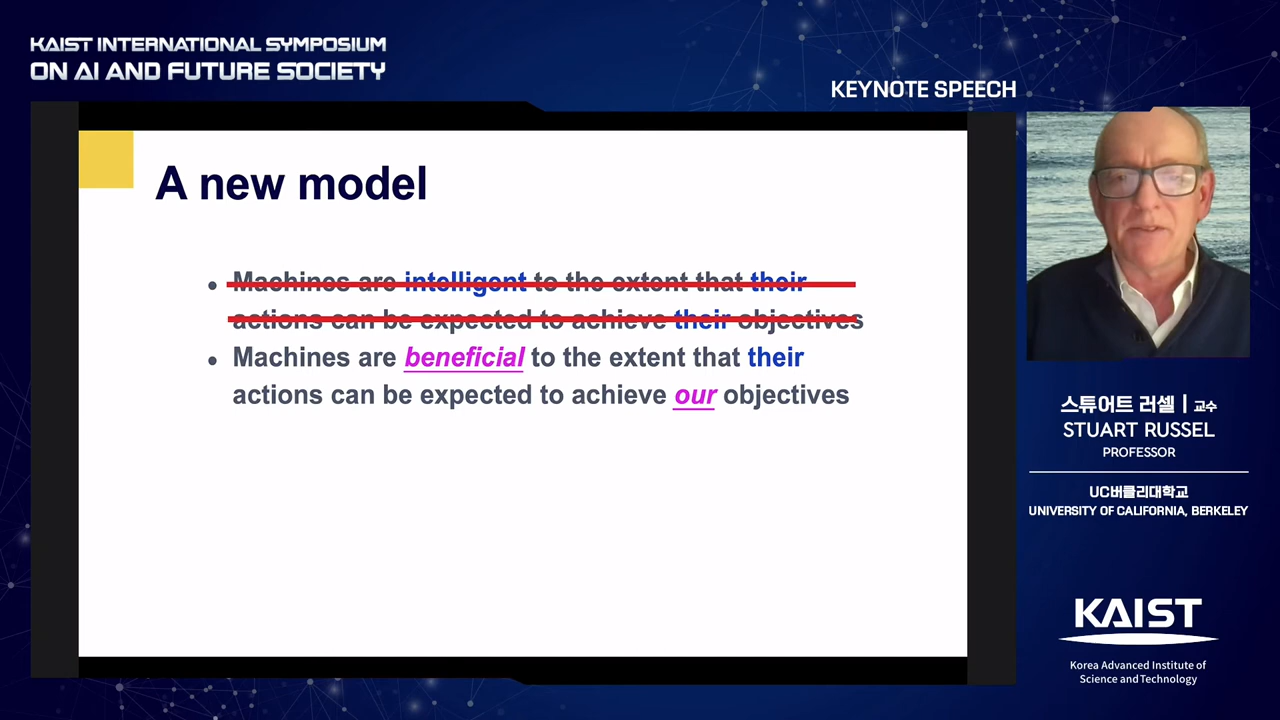 KAIST INTERNATIONAL SYMPOSIUM
ON AI AND FUTURE SOCIETY
KEYNOTE SPEECH
A new model
• Machines are intelligent to the extent that their
actions can be expected to achieve their objectives
• Machines are beneficial to the extent that their
actions can be expected to achieve our objectives
스튜어트 러셀 | 교수
STUART RUSSEL
PROFESSOR
UC버클리대학교
UNIVERSITY OF CALIFORNIA, BERKELEY
KAIST
Korea Advanced Institute of
Science and Technology